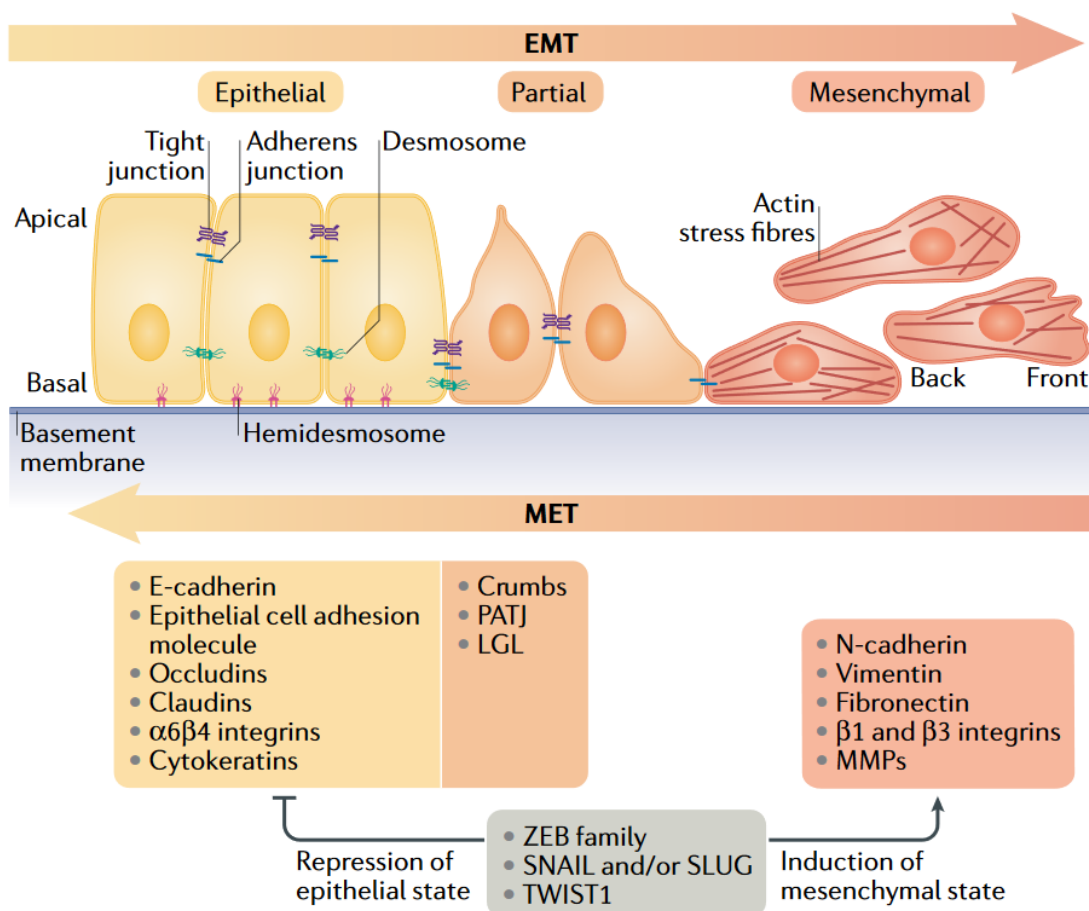 EMT
Epithelial
Partial
Mesenchymal
Tight
junction
Adherens
junction
Desmosome
Apical
Actin
stress fibres
Basal
Back
Front
Basement
membrane
Hemidesmosome
MET
• E-cadherin
• Epithelial cell adhesion
molecule
• Occludins
• Claudins
• α6β4 integrins
• Cytokeratins
• Crumbs
• PATJ
• LGL
• N-cadherin
• Vimentin
• Fibronectin
• β1 and β3 integrins
• MMPs
Repression of
epithelial state
• ZEB family
• SNAIL and/or SLUG
• TWIST1
Induction of
mesenchymal state